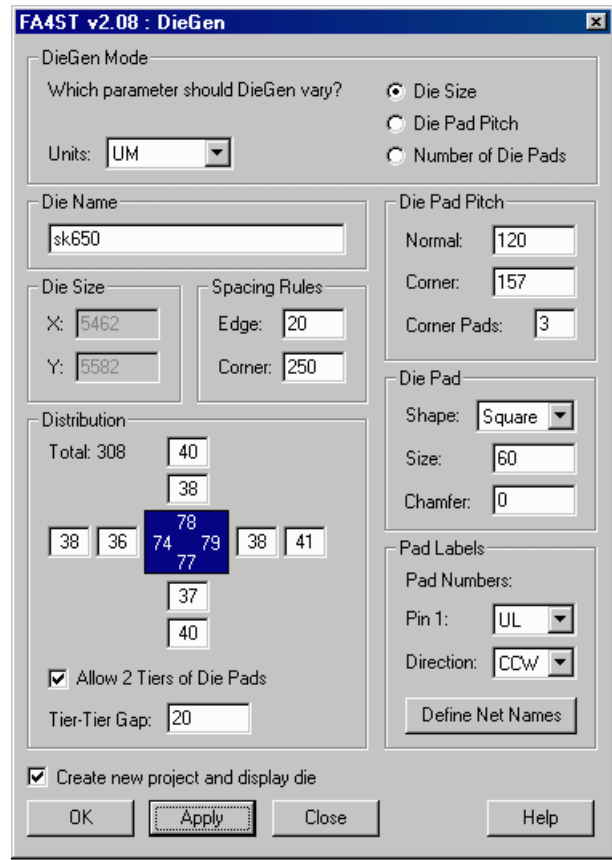 FA4ST v2.08 : DieGen
DieGen Mode
Which parameter should DieGen vary?
Die Size
Die Pad Pitch
Units: UM
Number of Die Pads
Die Name
sk650
Die Pad Pitch
Normal: 120
Corner: 157
Corner Pads: 3
Die Size
X: 5462
Y: 5582
Spacing Rules
Edge: 20
Corner: 250
Die Pad
Shape: Square
Size: 60
Chamfer: 0
Distribution
Total: 308
40
38
78
38 36 74 79 38 41
77
37
40
Allow 2 Tiers of Die Pads
Tier-Tier Gap: 20
Pad Labels
Pad Numbers:
Pin 1: UL
Direction: CCW
Define Net Names
Create new project and display die
OK Apply Close Help